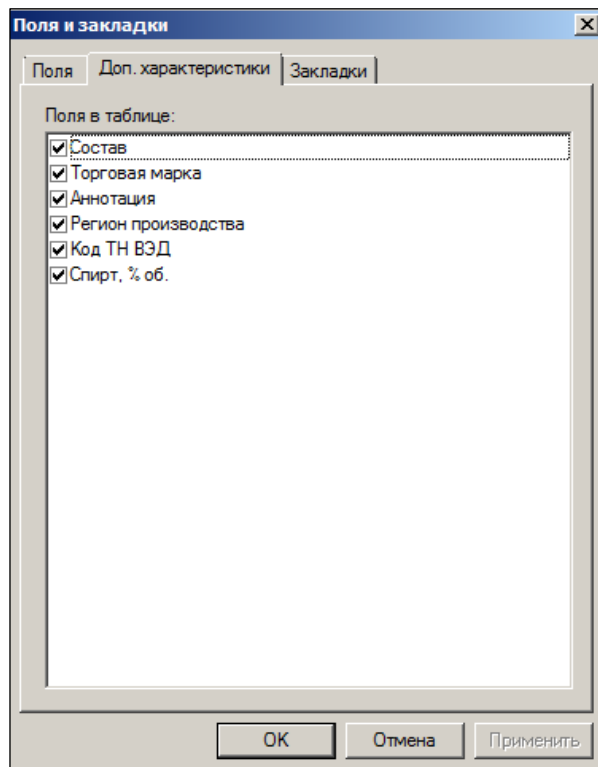 Поля и закладки
Поля
Доп. характеристики
Закладки
Поля в таблице:
Состав
Торговая марка
Аннотация
Регион производства
Код ТН ВЭД
Спирт, % об.
OK
Отмена
Применить